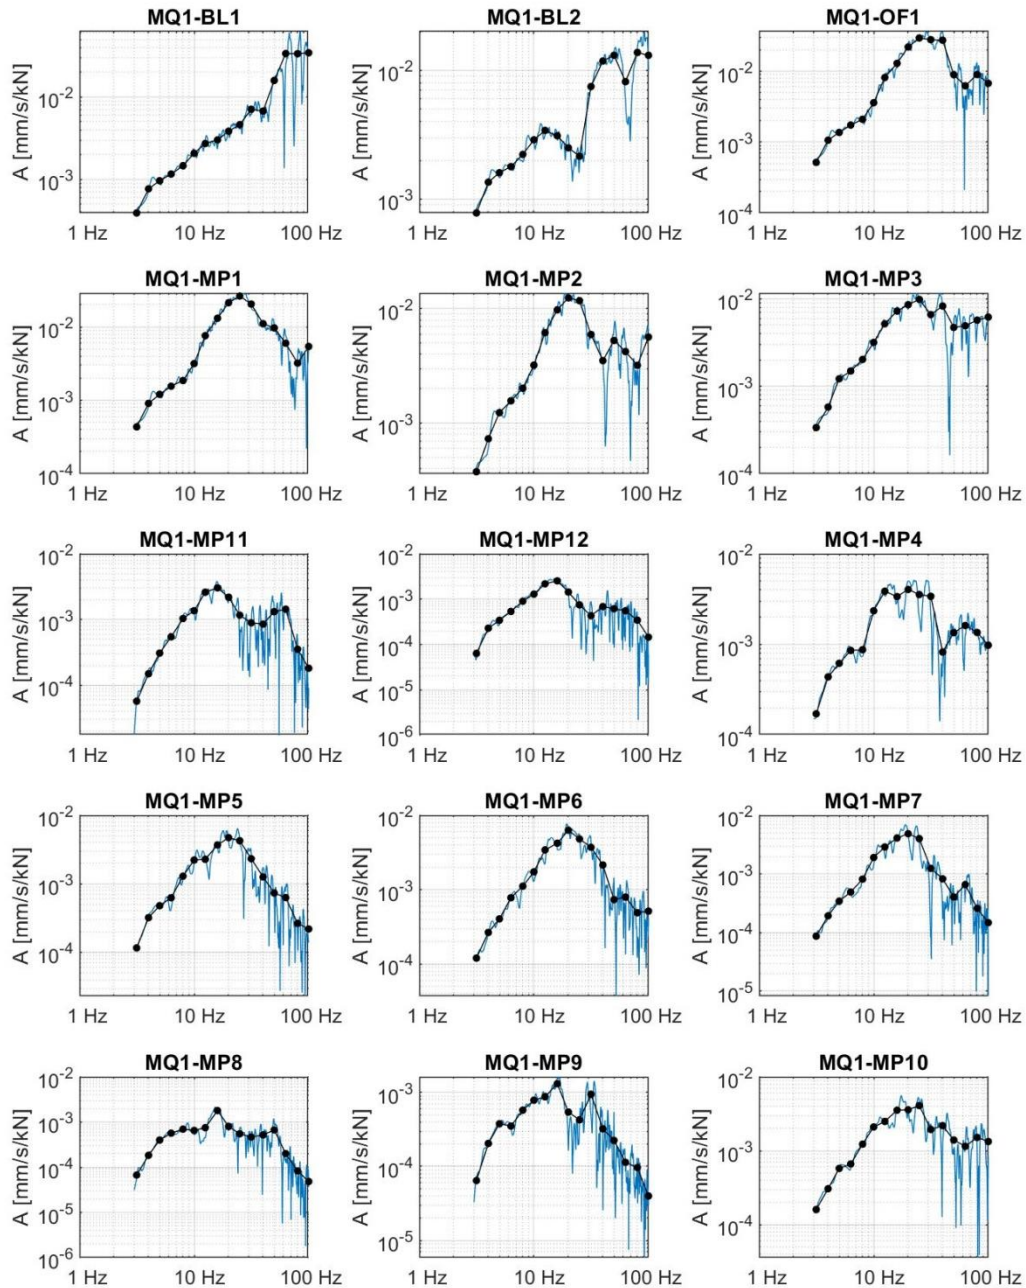 MQ1-BL1 MQ1-BL2 MQ1-OF1
A [mm/s/kN] 10-2 10-3 A [mm/s/kN] 10-2 10-3 A [mm/s/kN] 10-2 10-3 10-4
1 Hz 10 Hz 100 Hz 1 Hz 10 Hz 100 Hz 1 Hz 10 Hz 100 Hz
MQ1-MP1 MQ1-MP2 MQ1-MP3
A [mm/s/kN] 10-2 10-3 10-4 A [mm/s/kN] 10-2 10-3 A [mm/s/kN] 10-2 10-3 10-4
1 Hz 10 Hz 100 Hz 1 Hz 10 Hz 100 Hz 1 Hz 10 Hz 100 Hz
MQ1-MP11 MQ1-MP12 MQ1-MP4
A [mm/s/kN] 10-2 10-3 10-4 A [mm/s/kN] 10-2 10-3 10-4 10-5 10-6 A [mm/s/kN] 10-2 10-3 10-4
1 Hz 10 Hz 100 Hz 1 Hz 10 Hz 100 Hz 1 Hz 10 Hz 100 Hz
MQ1-MP5 MQ1-MP6 MQ1-MP7
A [mm/s/kN] 10-2 10-3 10-4 A [mm/s/kN] 10-2 10-3 10-4 A [mm/s/kN] 10-2 10-3 10-4 10-5
1 Hz 10 Hz 100 Hz 1 Hz 10 Hz 100 Hz 1 Hz 10 Hz 100 Hz
MQ1-MP8 MQ1-MP9 MQ1-MP10
A [mm/s/kN] 10-2 10-3 10-4 10-5 10-6 A [mm/s/kN] 10-3 10-4 10-5 A [mm/s/kN] 10-2 10-3 10-4
1 Hz 10 Hz 100 Hz 1 Hz 10 Hz 100 Hz 1 Hz 10 Hz 100 Hz